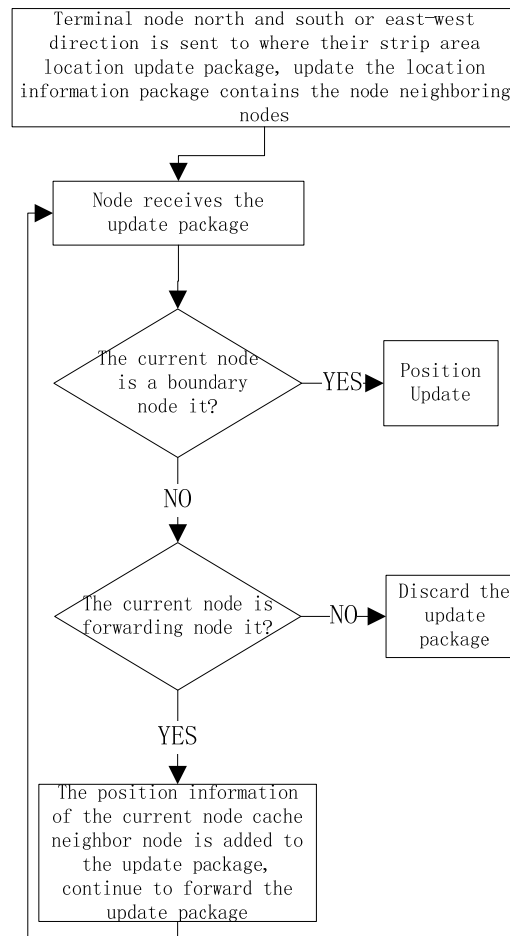 Terminal node north and south or east-west
direction is sent to where their strip area
location update package, update the location
information package contains the node neighboring
nodes
Node receives the
update package
The current node
is a boundary
node it?
YES
Position
Update
NO
The current node is
forwarding node it?
NO
Discard the
update
package
YES
The position information
of the current node cache
neighbor node is added to
the update package,
continue to forward the
update package